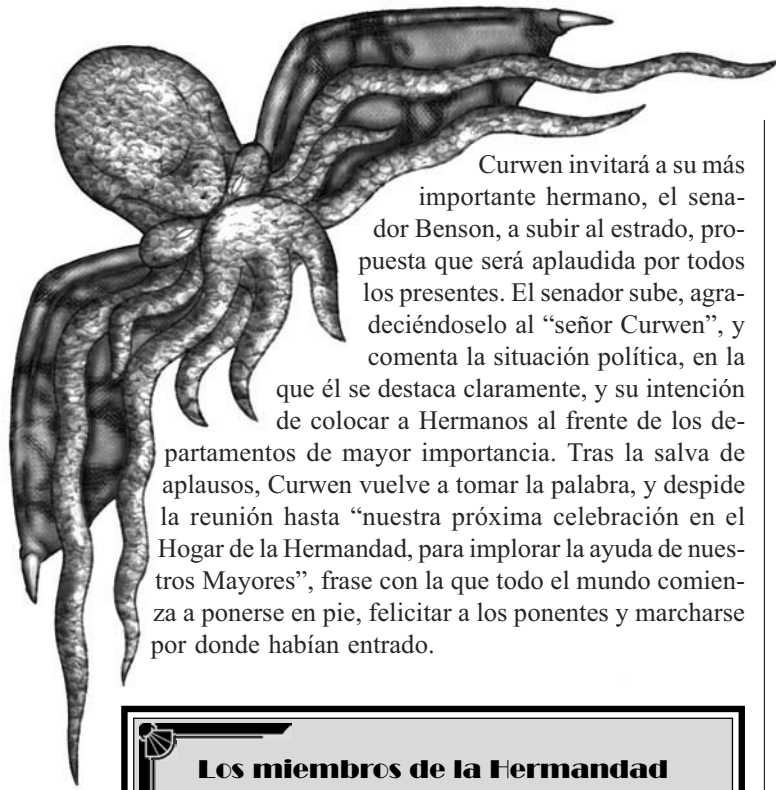 Curwen invitará a su más
importante hermano, el sena-
dor Benson, a subir al estrado, pro-
puesta que será aplaudida por todos
los presentes. El senador sube, agra-
deciéndoselo al “señor Curwen”, y
comenta la situación política, en la
que él se destaca claramente, y su intención
de colocar a Hermanos al frente de los de-
partamentos de mayor importancia. Tras la salva de
aplausos, Curwen vuelve a tomar la palabra, y despide
la reunión hasta “nuestra próxima celebración en el
Hogar de la Hermandad, para implorar la ayuda de nues-
tros Mayores”, frase con la que todo el mundo comien-
za a ponerse en pie, felicitar a los ponentes y marcharse
por donde habían entrado.
Los miembros de la Hermandad